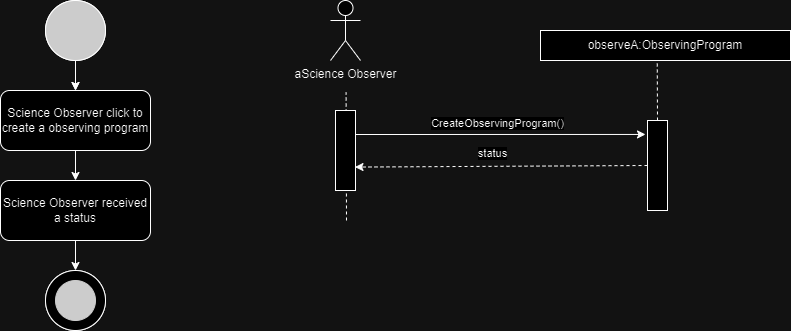 Science Observer click to
create a observing program
Science Observer received
a status
aScience Observer
observeA:ObservingProgram
CreateObservingProgram()
status